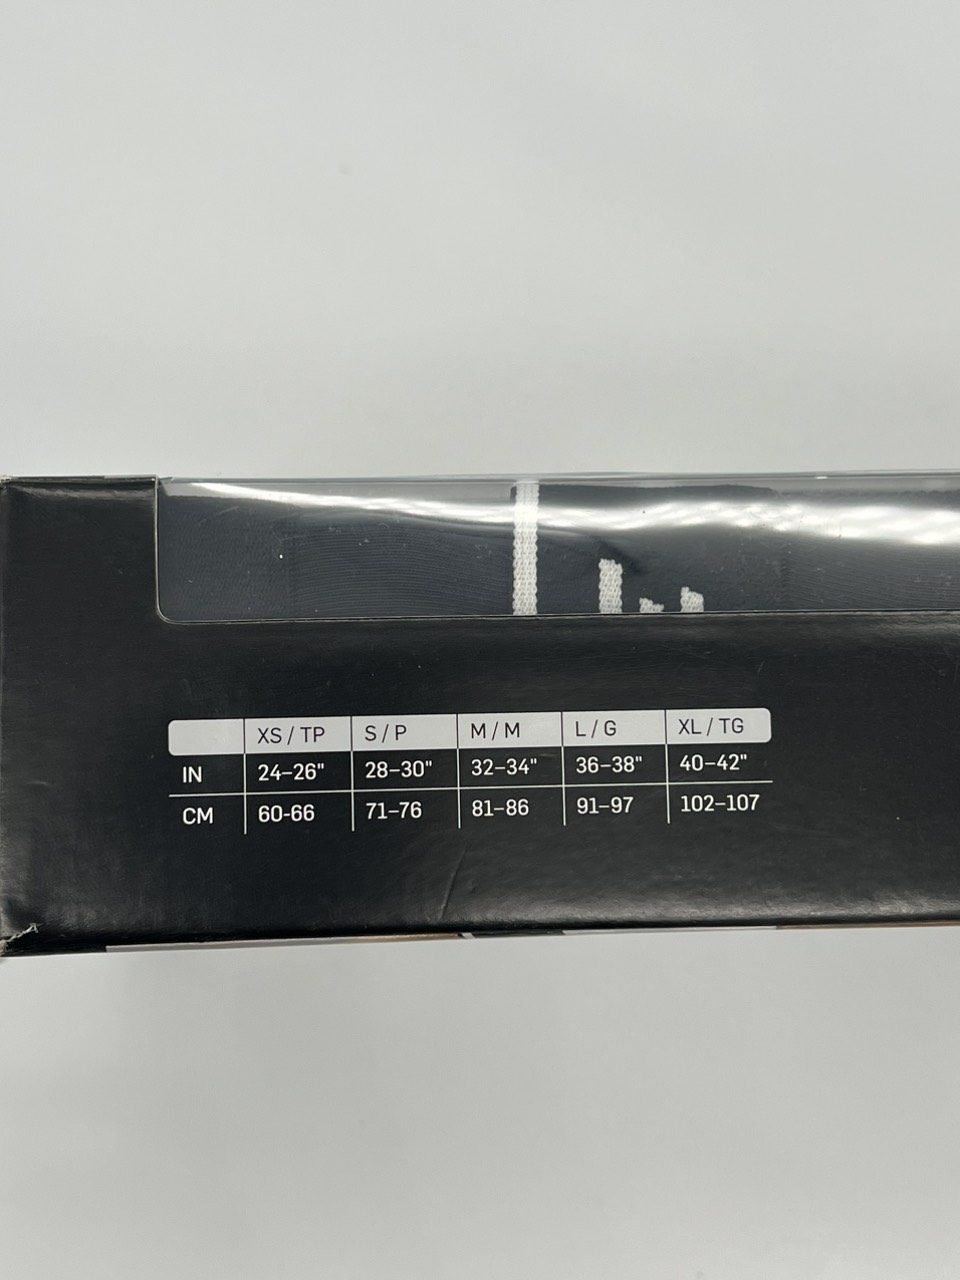 XS / TP S / P M / M L / G XL / TG
IN 24–26" 28–30" 32–34" 36–38" 40–42"
CM 60-66 71–76 81–86 91–97 102–107